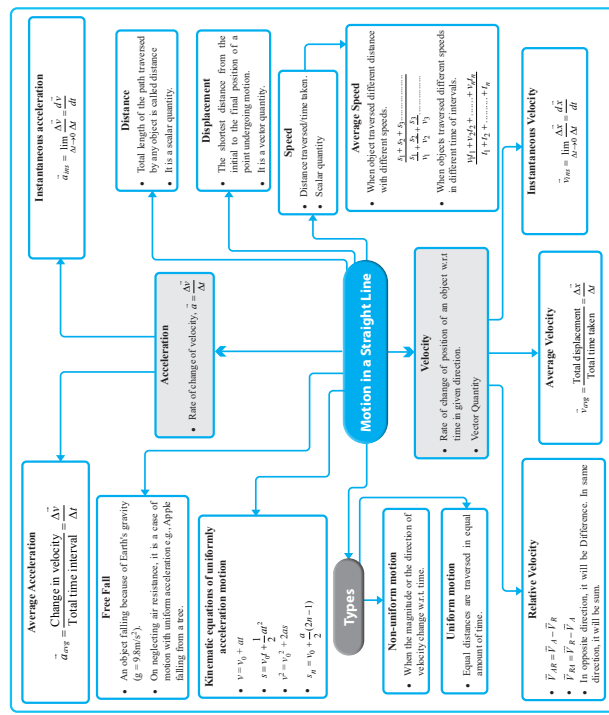 Average Acceleration
a⃗_avg = Change in velocity / Total time interval = Δv⃗ / Δt
Instantaneous acceleration
a⃗_ins = lim Δt→0 Δv⃗ / Δt = dv⃗ / dt
Free Fall
• An object falling because of Earth's gravity
(g = 9.8m/s²).
• On neglecting air resistance, it is a case of
motion with uniform acceleration e.g., Apple
falling from a tree.
Acceleration
• Rate of change of velocity, a⃗ = Δv⃗ / Δt
Distance
• Total length of the path traversed
by any object is called distance
• It is a scalar quantity.
Displacement
• The shortest distance from the
initial to the final position of a
point undergoing motion.
• It is a vector quantity.
Kinematic equations of uniformly
acceleration motion
• v = v₀ + at
• s = v₀t + 1/2 at²
• v² = v₀² + 2as
• sₙ = v₀ + a/2 (2n−1)
Speed
• Distance traversed/time taken.
• Scalar quantity
Motion in a Straight Line
Types
Non-uniform motion
• When the magnitude or the direction of
velocity change w.r.t. time.
Uniform motion
• Equal distances are traversed in equal
amount of time.
Velocity
• Rate of change of position of an object w.r.t
time in given direction.
• Vector Quantity
Average Speed
• When object traversed different distance
with different speeds.
s₁ + s₂ + s₃ .................. / s₁/v₁ + s₂/v₂ + s₃/v₃ ..................
• When objects traversed different speeds
in different time of intervals.
v₁t₁ + v₂t₂ + ...... + vₙtₙ / t₁ + t₂ + ......... + tₙ
Relative Velocity
• V⃗_AR = V⃗_A − V⃗_R
• V⃗_RA = V⃗_R − V⃗_A
• In opposite direction, it will be Difference. In same
direction, it will be sum.
Average Velocity
v⃗_avg = Total displacement / Total time taken = Δx⃗ / Δt
Instantaneous Velocity
v⃗_ins = lim Δt→0 Δx⃗ / Δt = dx⃗ / dt